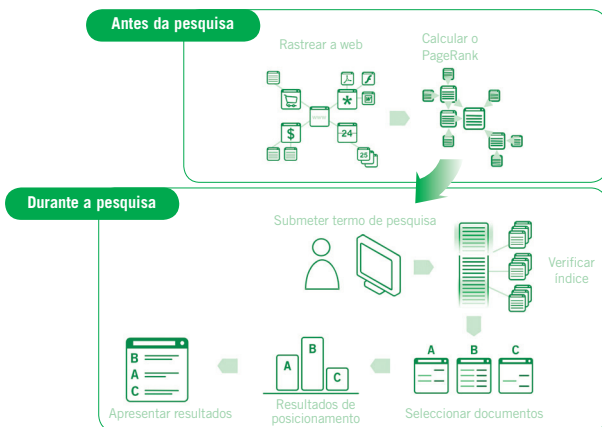 Antes da pesquisa
Rastrear a web
Calcular o
PageRank
www
*
$
24
25
Durante a pesquisa
Submeter termo de pesquisa
Verificar
índice
A B C
Seleccionar documentos
A
B
C
Resultados de
posicionamento
B
A
C
Apresentar resultados